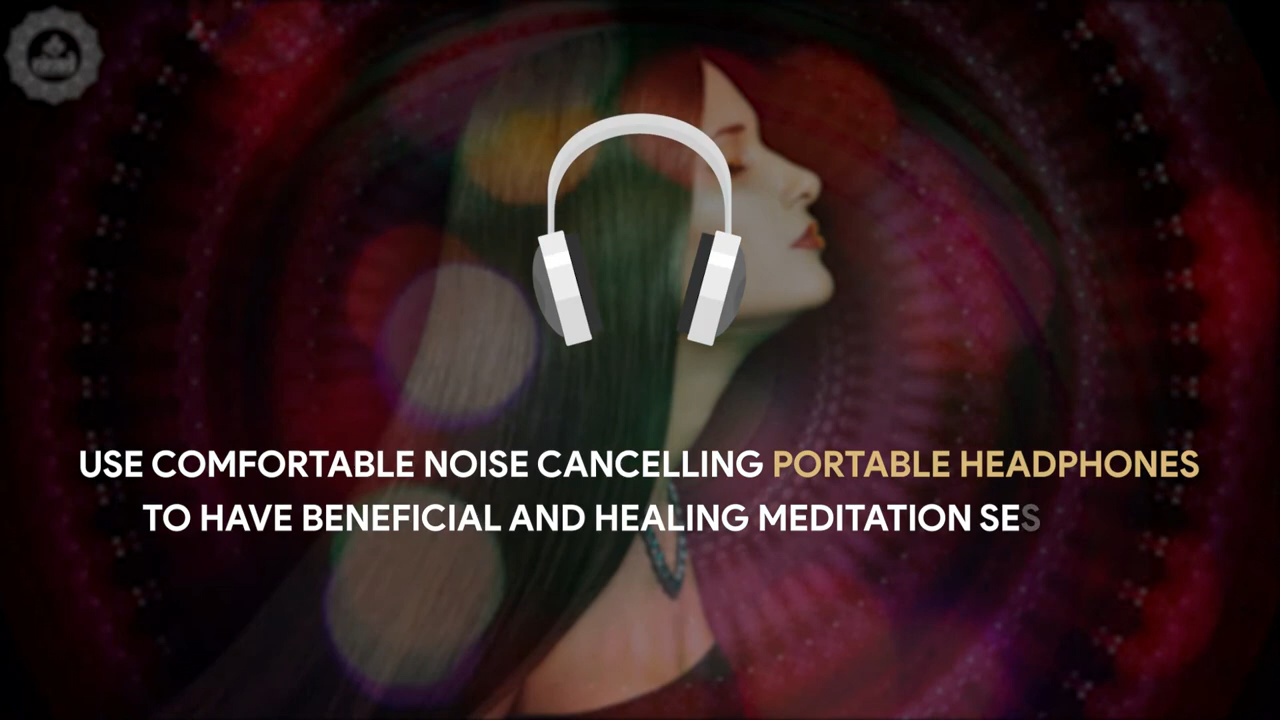 USE COMFORTABLE NOISE CANCELLING PORTABLE HEADPHONES
TO HAVE BENEFICIAL AND HEALING MEDITATION SES